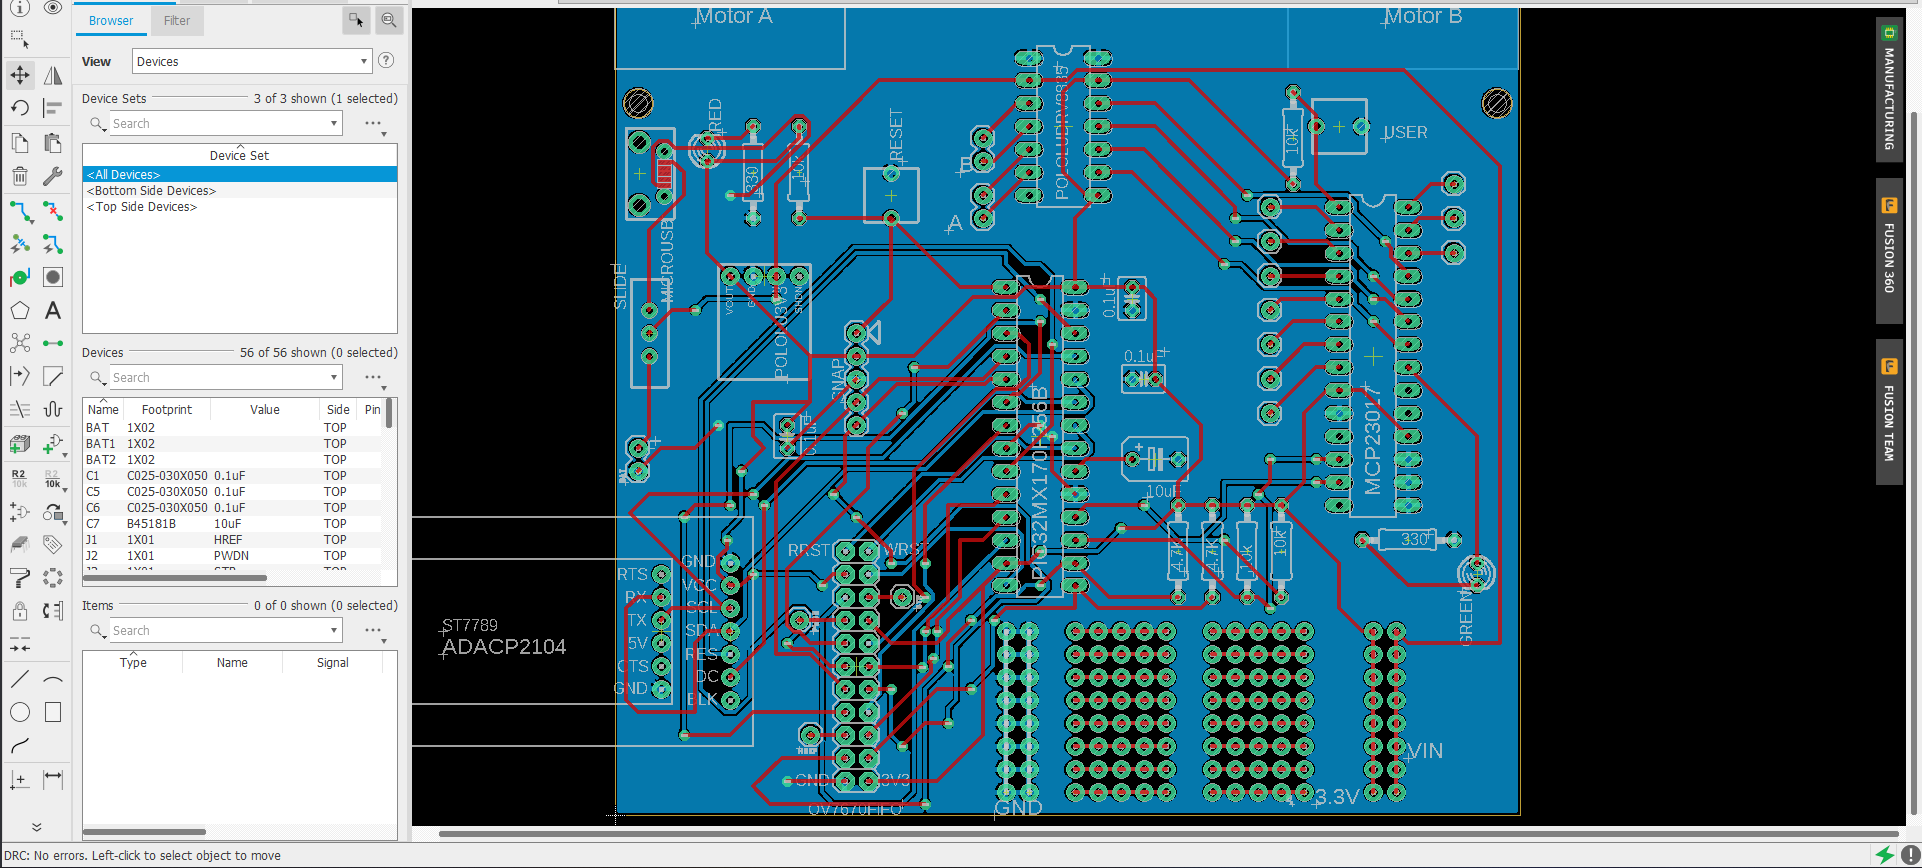 Browser
Filter
View
Devices
Device Sets
3 of 3 shown (1 selected)
Search
Device Set
<All Devices>
<Bottom Side Devices>
<Top Side Devices>
Devices
56 of 56 shown (0 selected)
Search
Name Footprint Value Side Pin
BAT 1X02 TOP
BAT1 1X02 TOP
BAT2 1X02 TOP
C1 C025-030X050 0.1uF TOP
C5 C025-030X050 0.1uF TOP
C6 C025-030X050 0.1uF TOP
C7 B45181B 10uF TOP
J1 1X01 HREF TOP
J2 1X01 PWDN TOP
Items
0 of 0 shown (0 selected)
Search
Type Name Signal
R2
10k
R2
10k
DRC: No errors. Left-click to select object to move
Motor A
Motor B
RED
RESET
USER
10k
330
B
A
MICROUSB
SLIDE
VOUT
SHDN
SNAP
0.1uF
0.1uF
10uF
PIC32MX170F256B
MCP23017
4.7K
4.7K
10k
10k
330
GREEN
RRST
WRST
GND
VCC
SCL
SDA
RES
DC
BLK
RTS
RX
TX
5V
CTS
GND
ST7789
ADACP2104
GND
3V3
OV7670FIFO
GND
3.3V
VIN
MANUFACTURING
FUSION 360
FUSION TEAM